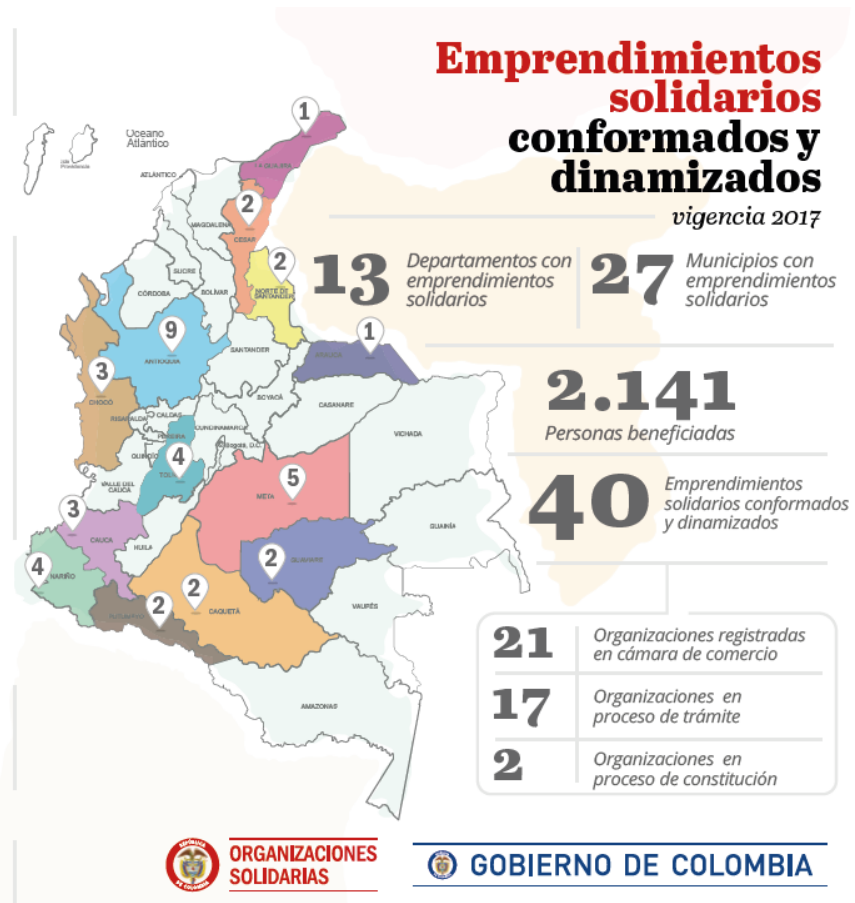 Emprendimientos
solidarios
conformados y
dinamizados
vigencia 2017
13
Departamentos con
emprendimientos
solidarios
27
Municipios con
emprendimientos
solidarios
2.141
Personas beneficiadas
40
Emprendimientos
solidarios conformados
y dinamizados
21
Organizaciones registradas
en cámara de comercio
17
Organizaciones en
proceso de trámite
2
Organizaciones en
proceso de constitución
Oceano
Atlántico
1
LA GUAJIRA
ATLÁNTICO
2
MAGDALENA
CESAR
2
SUCRE
CÓRDOBA
BOLÍVAR
NORTE DE
SANTANDER
9
1
ANTIOQUIA
SANTANDER
ARAUCA
3
CHOCÓ
BOYACÁ
CASANARE
CALDAS
RISARALDA
PEREIRA
CUNDINAMARCA
Bogotá, D.C.
VICHADA
QUINDÍO
4
5
VALLE DEL
CAUCA
META
3
CAUCA
HUILA
GUAINÍA
4
NARIÑO
2
2
2
CAQUETÁ
VAUPÉS
AMAZONAS
REPÚBLICA
DE COLOMBIA
ORGANIZACIONES
SOLIDARIAS
GOBIERNO DE COLOMBIA